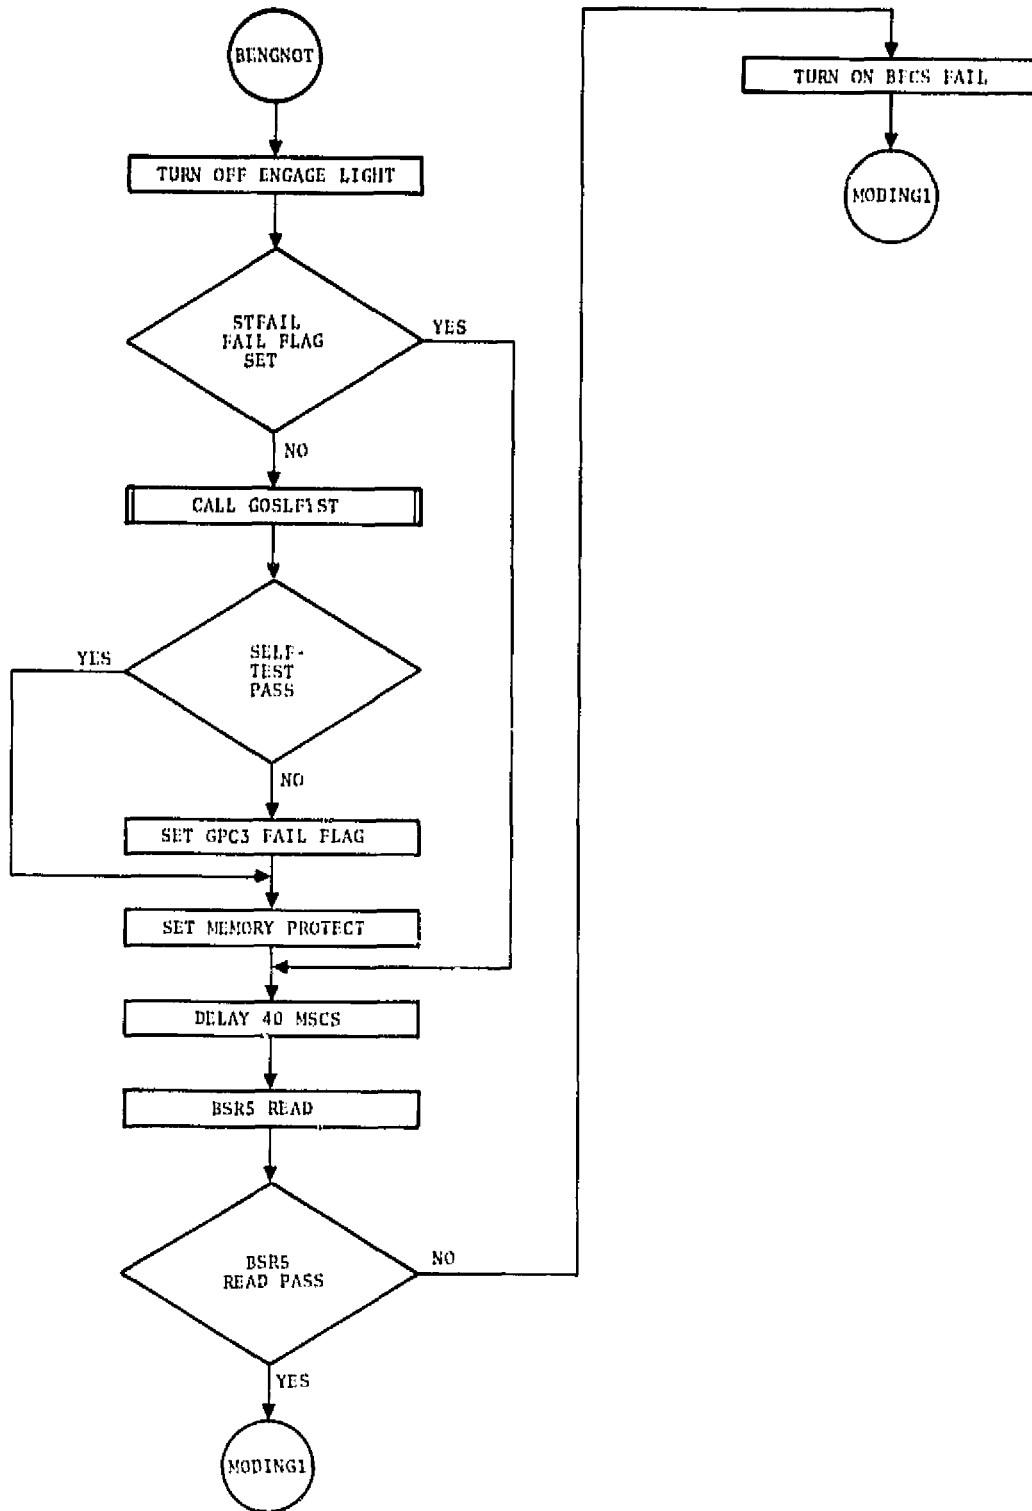 BENGNOT
TURN OFF ENGAGE LIGHT
STFAIL
FAIL FLAG
SET
YES
NO
CALL GOSLFTST
SELF-
TEST
PASS
YES
NO
SET GPC3 FAIL FLAG
SET MEMORY PROTECT
DELAY 40 MSCS
BSR5 READ
BSR5
READ PASS
NO
YES
MODING1
TURN ON BFCS FAIL
MODING1